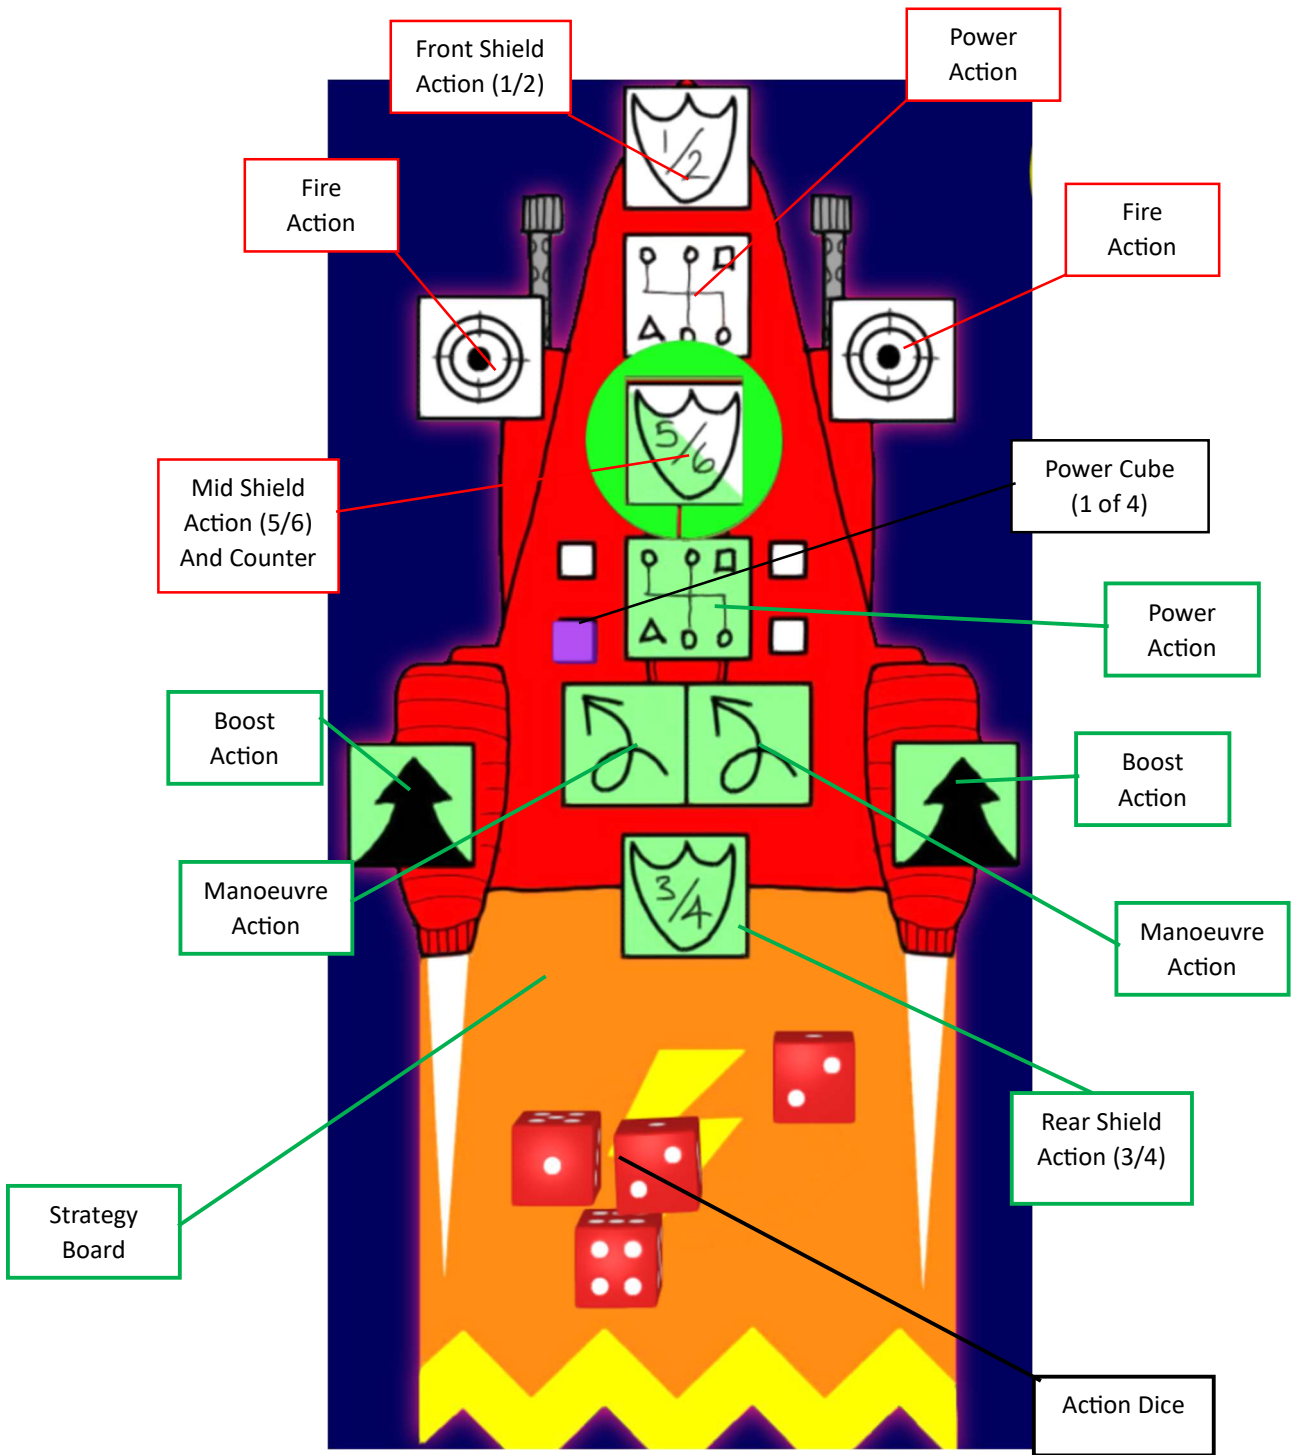 Front Shield
Action (1/2)
Power
Action
1/2
Fire
Action
Fire
Action
5/6
Mid Shield
Action (5/6)
And Counter
Power Cube
(1 of 4)
Power
Action
Boost
Action
Boost
Action
Manoeuvre
Action
3/4
Manoeuvre
Action
Rear Shield
Action (3/4)
Strategy
Board
Action Dice